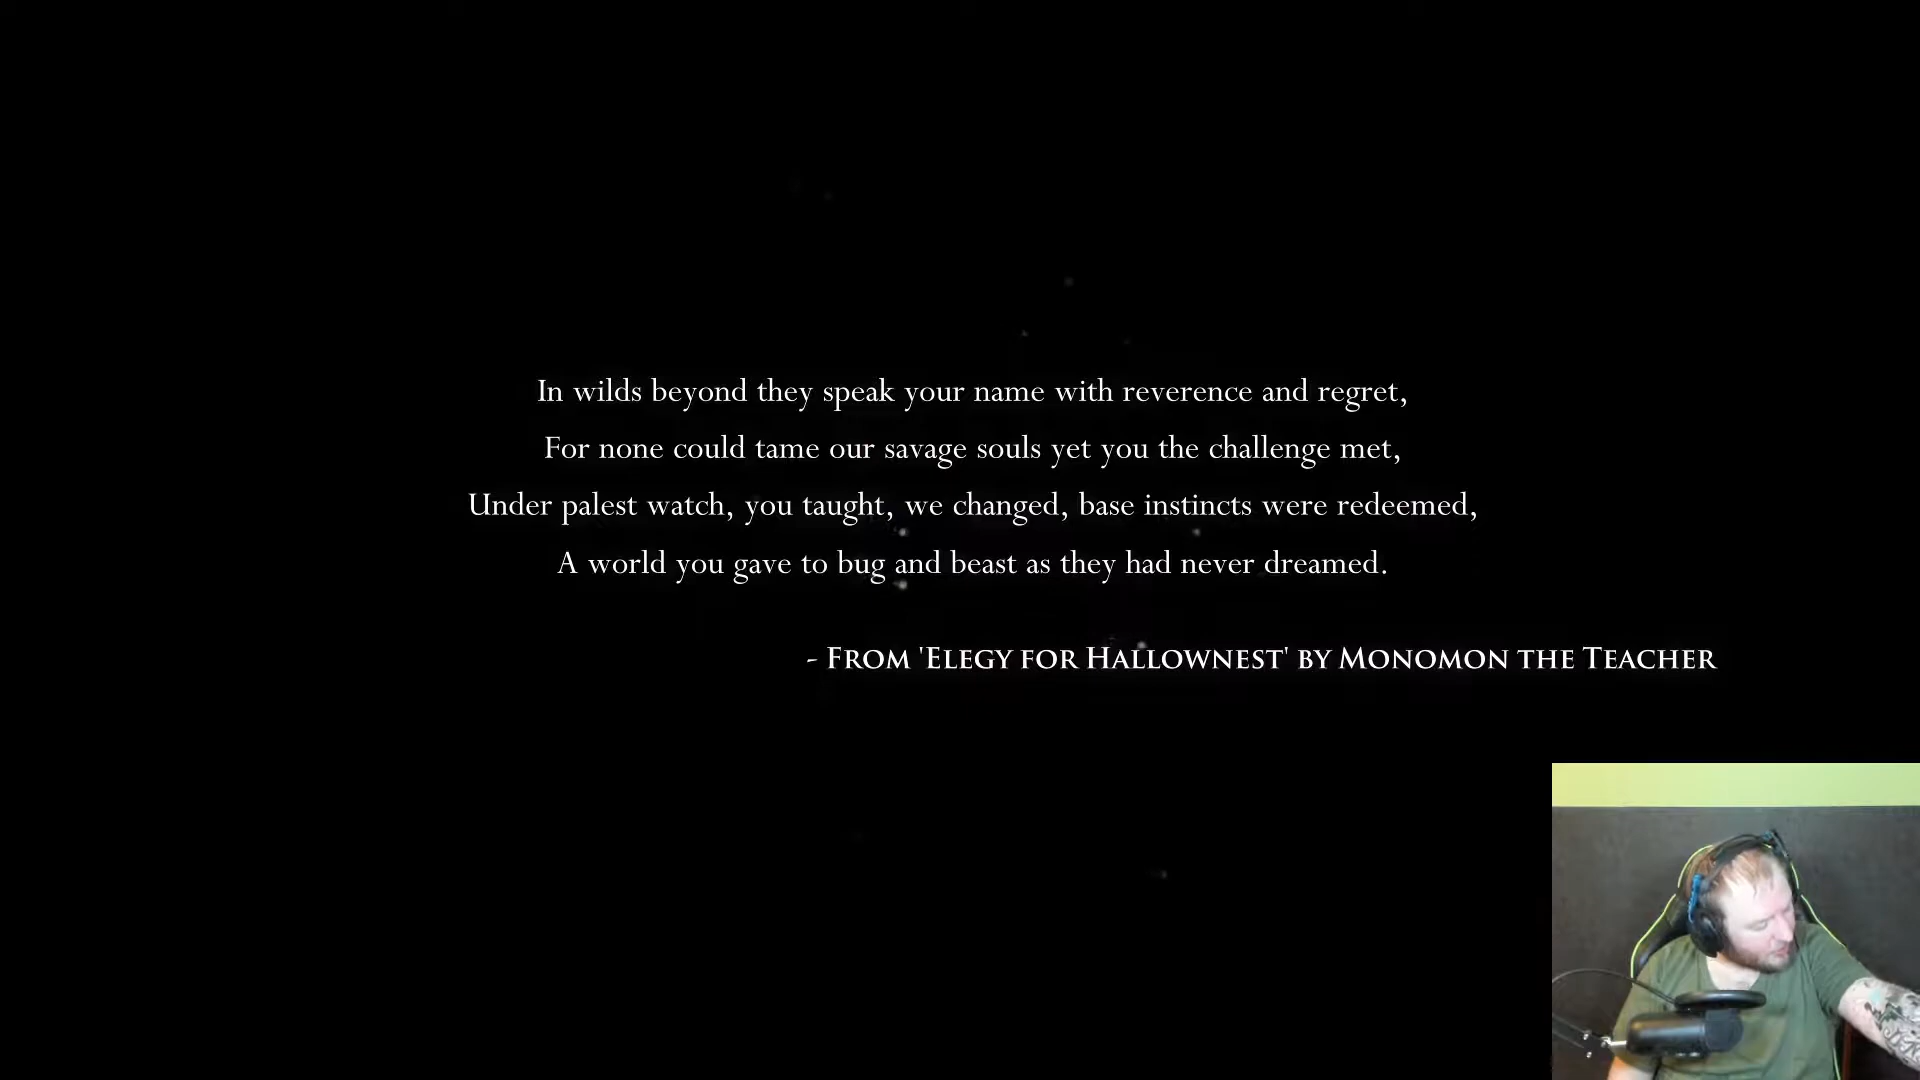 In wilds beyond they speak your name with reverence and regret,
For none could tame our savage souls yet you the challenge met,
Under palest watch, you taught, we changed, base instincts were redeemed,
A world you gave to bug and beast as they had never dreamed.
- From 'Elegy for Hallownest' by Monomon the Teacher